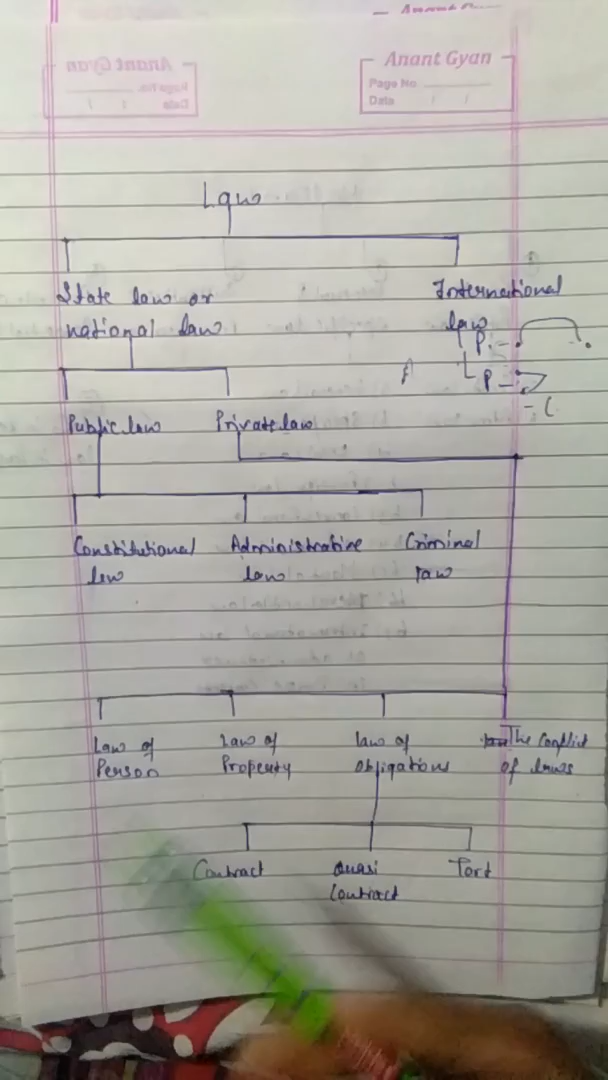 Anant Gyan
Page No
Data / /
Law
State law or
national law
International
law
P.-
P-
Public law
Private law
Constitutional
law
Administrative
law
Criminal
law
Law of
Person
Law of
Property
law of
obligations
The Conflict
of laws
Contract
Quasi
Contract
Tort